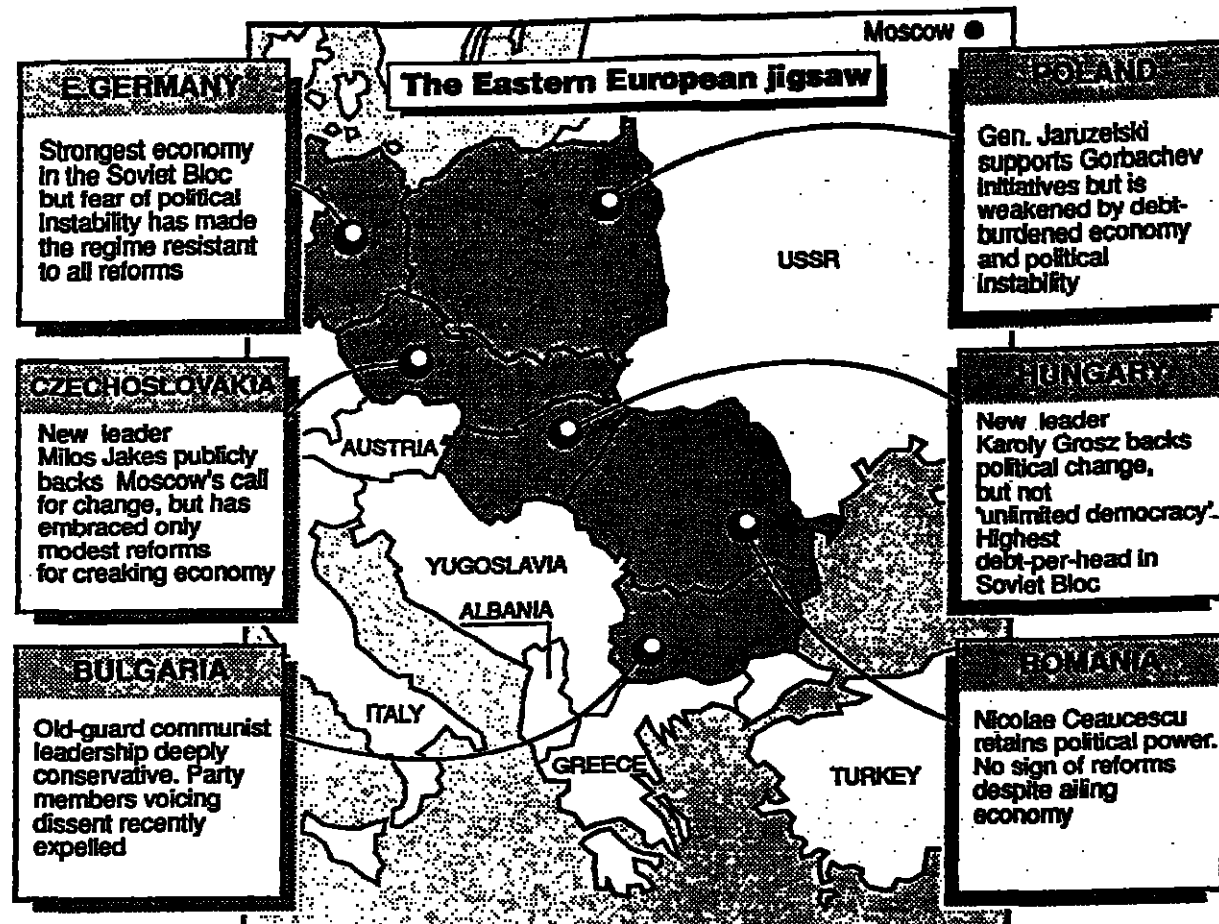 Moscow
The Eastern European jigsaw
E.GERMANY
Strongest economy
in the Soviet Bloc
but fear of political
instability has made
the regime resistant
to all reforms
POLAND
Gen. Jaruzelski
supports Gorbachev
initiatives but is
weakened by debt-
burdened economy
and political
instability
USSR
CZECHOSLOVAKIA
New leader
Milos Jakes publicly
backs Moscow's call
for change, but has
embraced only
modest reforms
for creaking economy
HUNGARY
New leader
Karoly Grosz backs
political change,
but not
'unlimited democracy'.
Highest
debt-per-head in
Soviet Bloc
AUSTRIA
YUGOSLAVIA
ALBANIA
BULGARIA
Old-guard communist
leadership deeply
conservative. Party
members voicing
dissent recently
expelled
ITALY
GREECE
TURKEY
ROMANIA
Nicolae Ceaucescu
retains political power.
No sign of reforms
despite ailing
economy